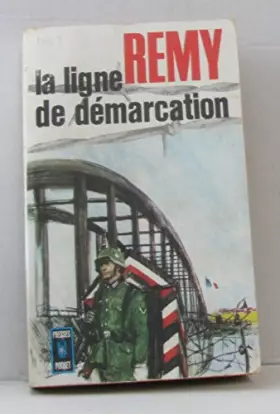 REMY
la ligne
de démarcation
PRESSES
POCKET